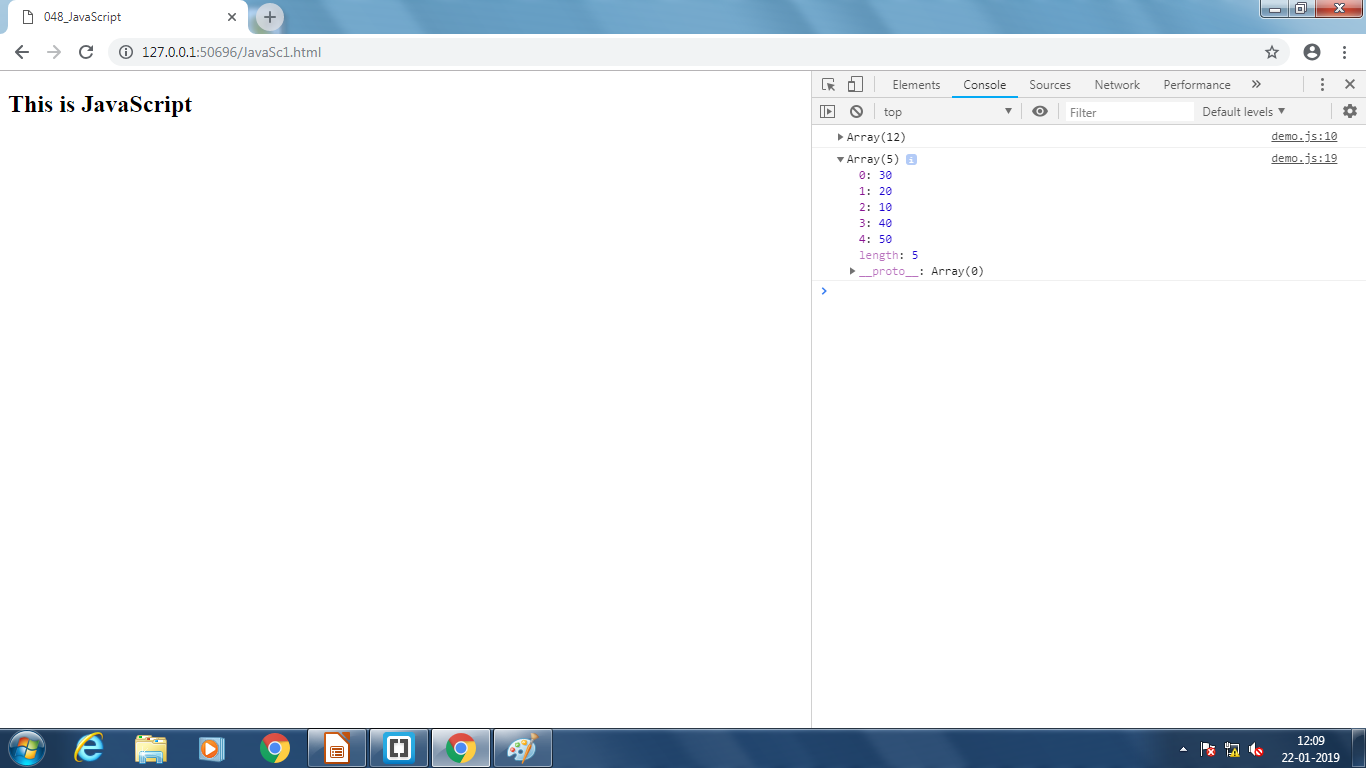 048_JavaScript
127.0.0.1:50696/JavaSc1.html
This is JavaScript
Elements Console Sources Network Performance »
top Filter Default levels
Array(12) demo.js:10
Array(5) i demo.js:19
0: 30
1: 20
2: 10
3: 40
4: 50
length: 5
__proto__: Array(0)
12:09
22-01-2019